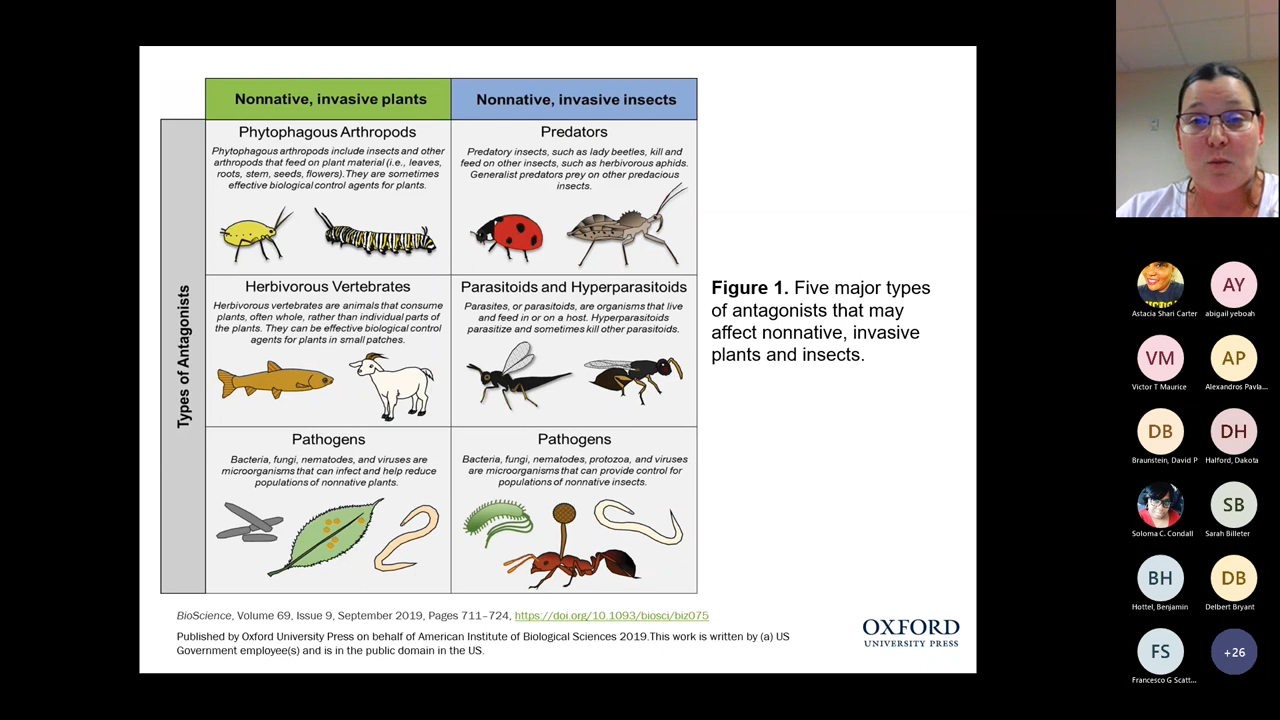 Nonnative, invasive plants
Nonnative, invasive insects
Types of Antagonists
Phytophagous Arthropods
Phytophagous arthropods include insects and other
arthropods that feed on plant material (i.e., leaves,
roots, stem, seeds, flowers).They are sometimes
effective biological control agents for plants.
Predators
Predatory insects, such as lady beetles, kill and
feed on other insects, such as herbivorous aphids.
Generalist predators prey on other predacious
insects.
Herbivorous Vertebrates
Herbivorous vertebrates are animals that consume
plants, often whole, rather than individual parts of
the plants. They can be effective biological control
agents for plants in small patches.
Parasitoids and Hyperparasitoids
Parasites, or parasitoids, are organisms that live
and feed in or on a host. Hyperparasitoids
parasitize and sometimes kill other parasitoids.
Pathogens
Bacteria, fungi, nematodes, and viruses are
microorganisms that can infect and help reduce
populations of nonnative plants.
Pathogens
Bacteria, fungi, nematodes, protozoa, and viruses
are microorganisms that can provide control for
populations of nonnative insects.
Figure 1. Five major types
of antagonists that may
affect nonnative, invasive
plants and insects.
BioScience, Volume 69, Issue 9, September 2019, Pages 711–724, https://doi.org/10.1093/biosci/biz075
Published by Oxford University Press on behalf of American Institute of Biological Sciences 2019.This work is written by (a) US
Government employee(s) and is in the public domain in the US.
OXFORD
UNIVERSITY PRESS
Astacia Shari Carter
AY
abigail yeboah
VM
Victor T Maurice
AP
Alexandros Pavla...
DB
Braunstein, David P
DH
Halford, Dakota
Soloma C. Condall
SB
Sarah Billeter
BH
Hottel, Benjamin
DB
Delbert Bryant
FS
Francesco G Scatt...
+26